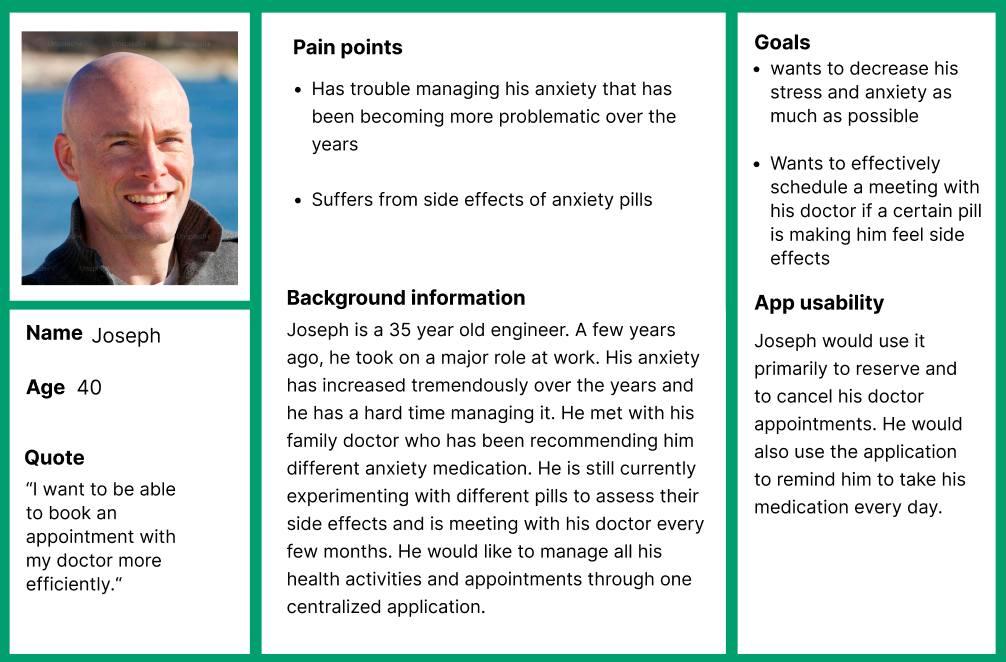 Name Joseph
Age 40
Quote
“I want to be able
to book an
appointment with
my doctor more
efficiently.“
Pain points
• Has trouble managing his anxiety that has
been becoming more problematic over the
years
• Suffers from side effects of anxiety pills
Background information
Joseph is a 35 year old engineer. A few years
ago, he took on a major role at work. His anxiety
has increased tremendously over the years and
he has a hard time managing it. He met with his
family doctor who has been recommending him
different anxiety medication. He is still currently
experimenting with different pills to assess their
side effects and is meeting with his doctor every
few months. He would like to manage all his
health activities and appointments through one
centralized application.
Goals
• wants to decrease his
stress and anxiety as
much as possible
• Wants to effectively
schedule a meeting with
his doctor if a certain pill
is making him feel side
effects
App usability
Joseph would use it
primarily to reserve and
to cancel his doctor
appointments. He would
also use the application
to remind him to take his
medication every day.